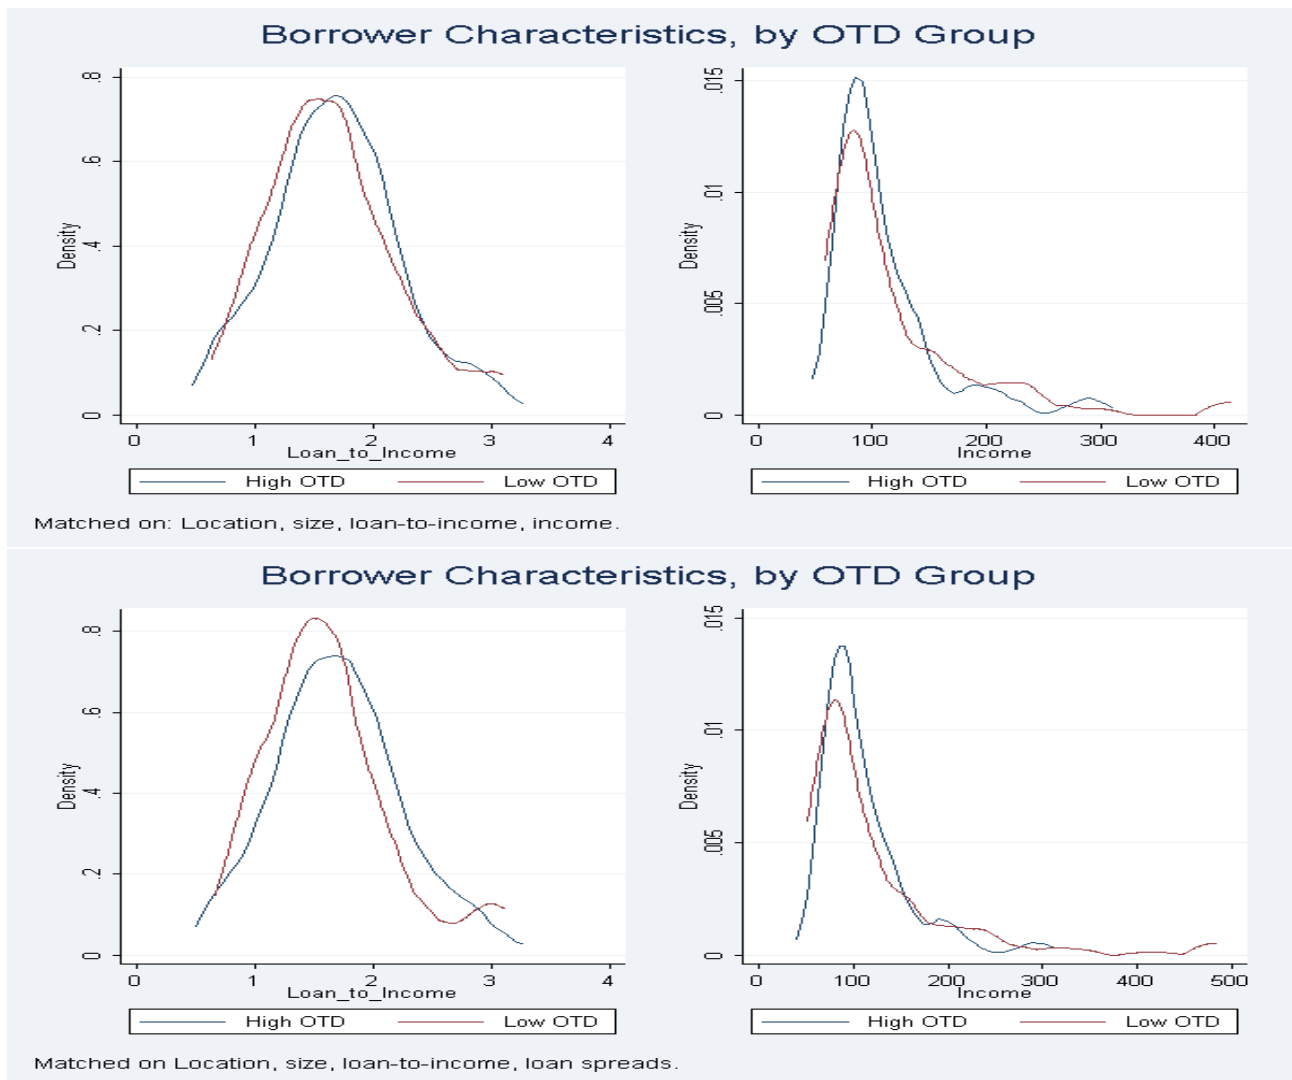 Borrower Characteristics, by OTD Group
Density
0 .2 .4 .6 .8
0 1 2 3 4
Loan_to_Income
High OTD Low OTD
Density
0 .005 .01 .015
0 100 200 300 400
Income
High OTD Low OTD
Matched on: Location, size, loan-to-income, income.
Borrower Characteristics, by OTD Group
Density
0 .2 .4 .6 .8
0 1 2 3 4
Loan_to_Income
High OTD Low OTD
Density
0 .005 .01 .015
0 100 200 300 400 500
Income
High OTD Low OTD
Matched on Location, size, loan-to-income, loan spreads.